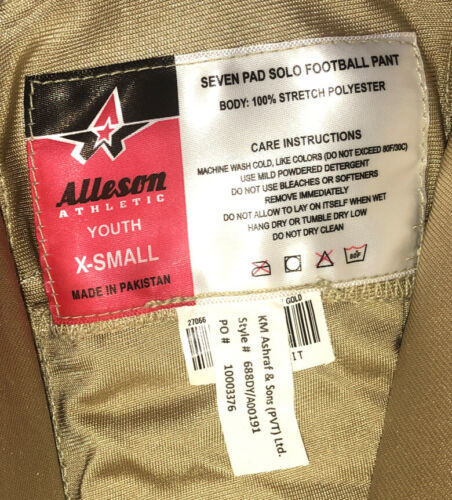 Alleson
ATHLETIC
YOUTH
X-SMALL
MADE IN PAKISTAN
SEVEN PAD SOLO FOOTBALL PANT
BODY: 100% STRETCH POLYESTER
CARE INSTRUCTIONS
MACHINE WASH COLD, LIKE COLORS (DO NOT EXCEED 80F/30C)
USE MILD POWDERED DETERGENT
DO NOT USE BLEACHES or SOFTENERS
REMOVE IMMEDIATELY
DO NOT ALLOW TO LAY ON ITSELF WHEN WET
HANG DRY or TUMBLE DRY LOW
DO NOT DRY CLEAN
80F
27066
GOLD
IT
KM Ashraf & Sons (PVT) Ltd.
Style # 688DY/A00191
PO # 10003376